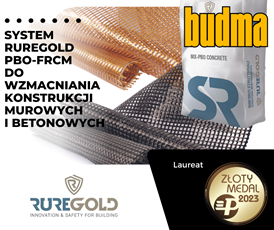 budma
SYSTEM
RUREGOLD
PBO-FRCM
DO
WZMACNIANIA
KONSTRUKCJI
MUROWYCH
I BETONOWYCH
MX-PBO CONCRETE
SR
Laureat
ZŁOTY
MEDAL
2023
RUREGOLD
INNOVATION & SAFETY FOR BUILDING